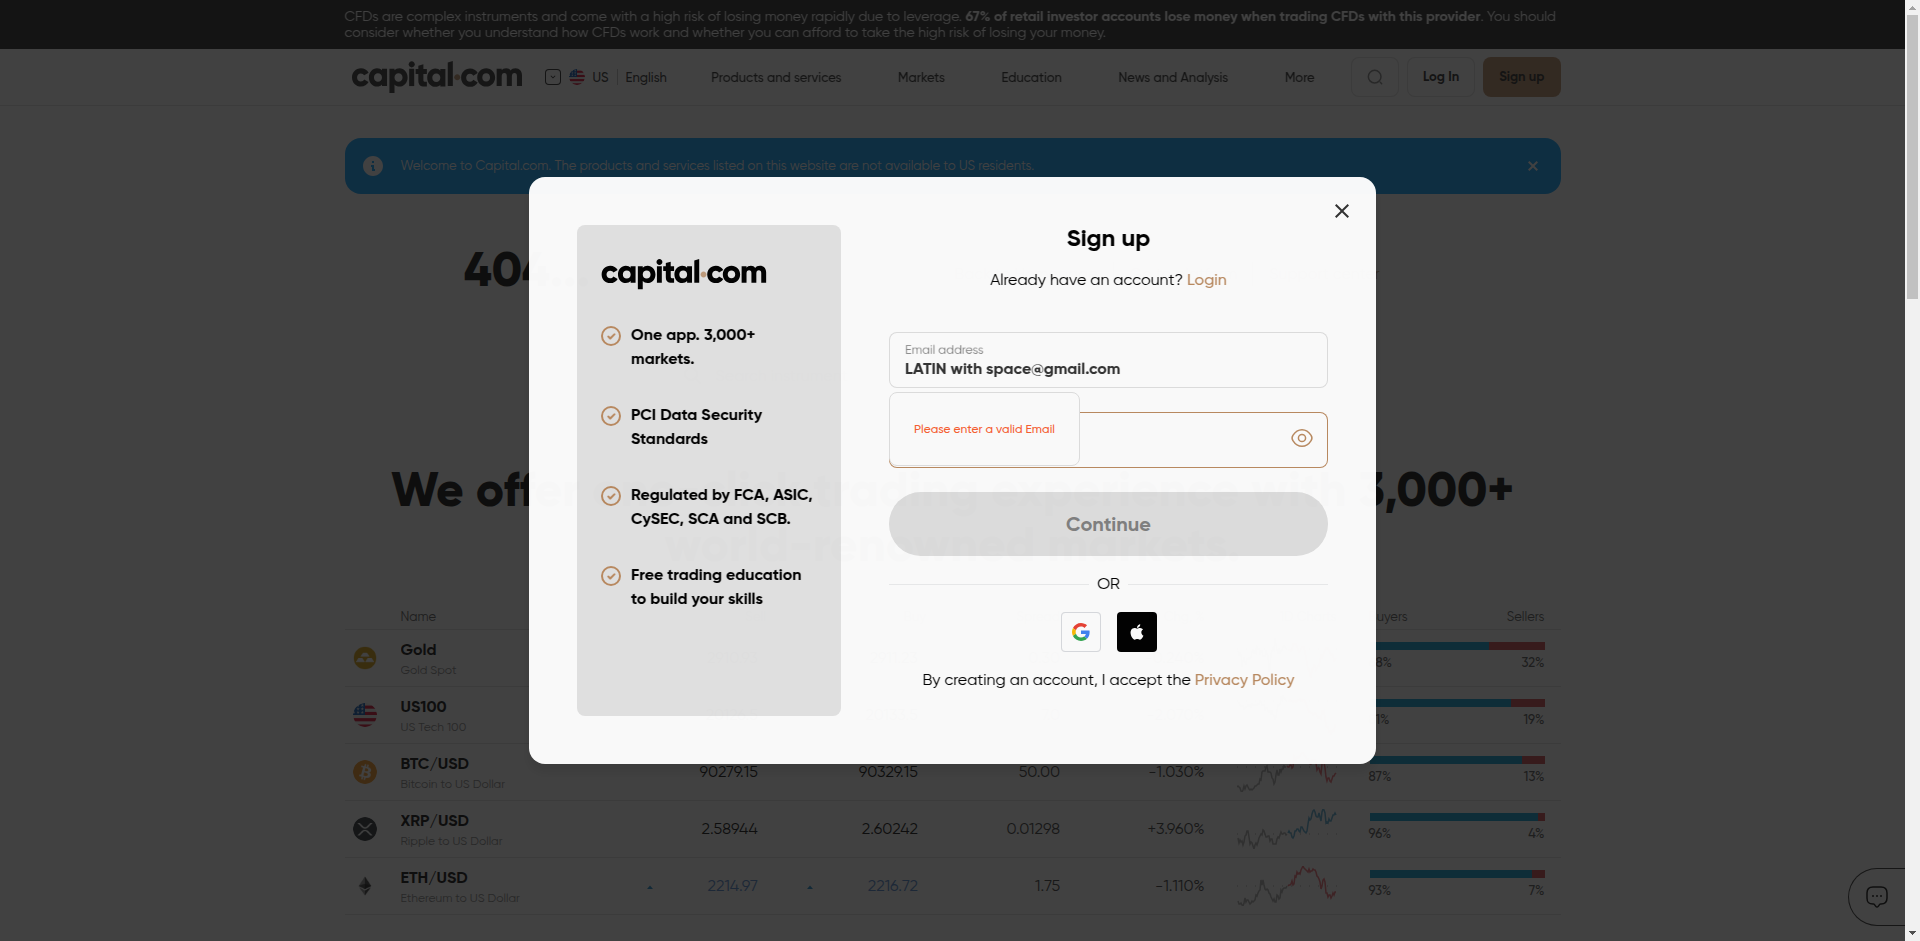 CFDs are complex instruments and come with a high risk of losing money rapidly due to leverage. 67% of retail investor accounts lose money when trading CFDs with this provider. You should
consider whether you understand how CFDs work and whether you can afford to take the high risk of losing your money.
capital.com
US English Products and services Markets Education News and Analysis More Log In Sign up
Welcome to Capital.com. The products and services listed on this website are not available to US residents.
Sign up
Already have an account? Login
capital.com
One app. 3,000+
markets.
PCI Data Security
Standards
Regulated by FCA, ASIC,
CySEC, SCA and SCB.
Free trading education
to build your skills
Email address
LATIN with space@gmail.com
Please enter a valid Email
Continue
OR
By creating an account, I accept the Privacy Policy
404
We offer trading experience with 3,000+
world-renowned markets.
Name Sellers
Gold
Gold Spot 32%
US100
US Tech 100 19%
BTC/USD
Bitcoin to US Dollar 90279.15 90329.15 50.00 -1.030% 87% 13%
XRP/USD
Ripple to US Dollar 2.58944 2.60242 0.01298 +3.960% 96% 4%
ETH/USD
Ethereum to US Dollar 2214.97 2216.72 1.75 -1.110% 93% 7%